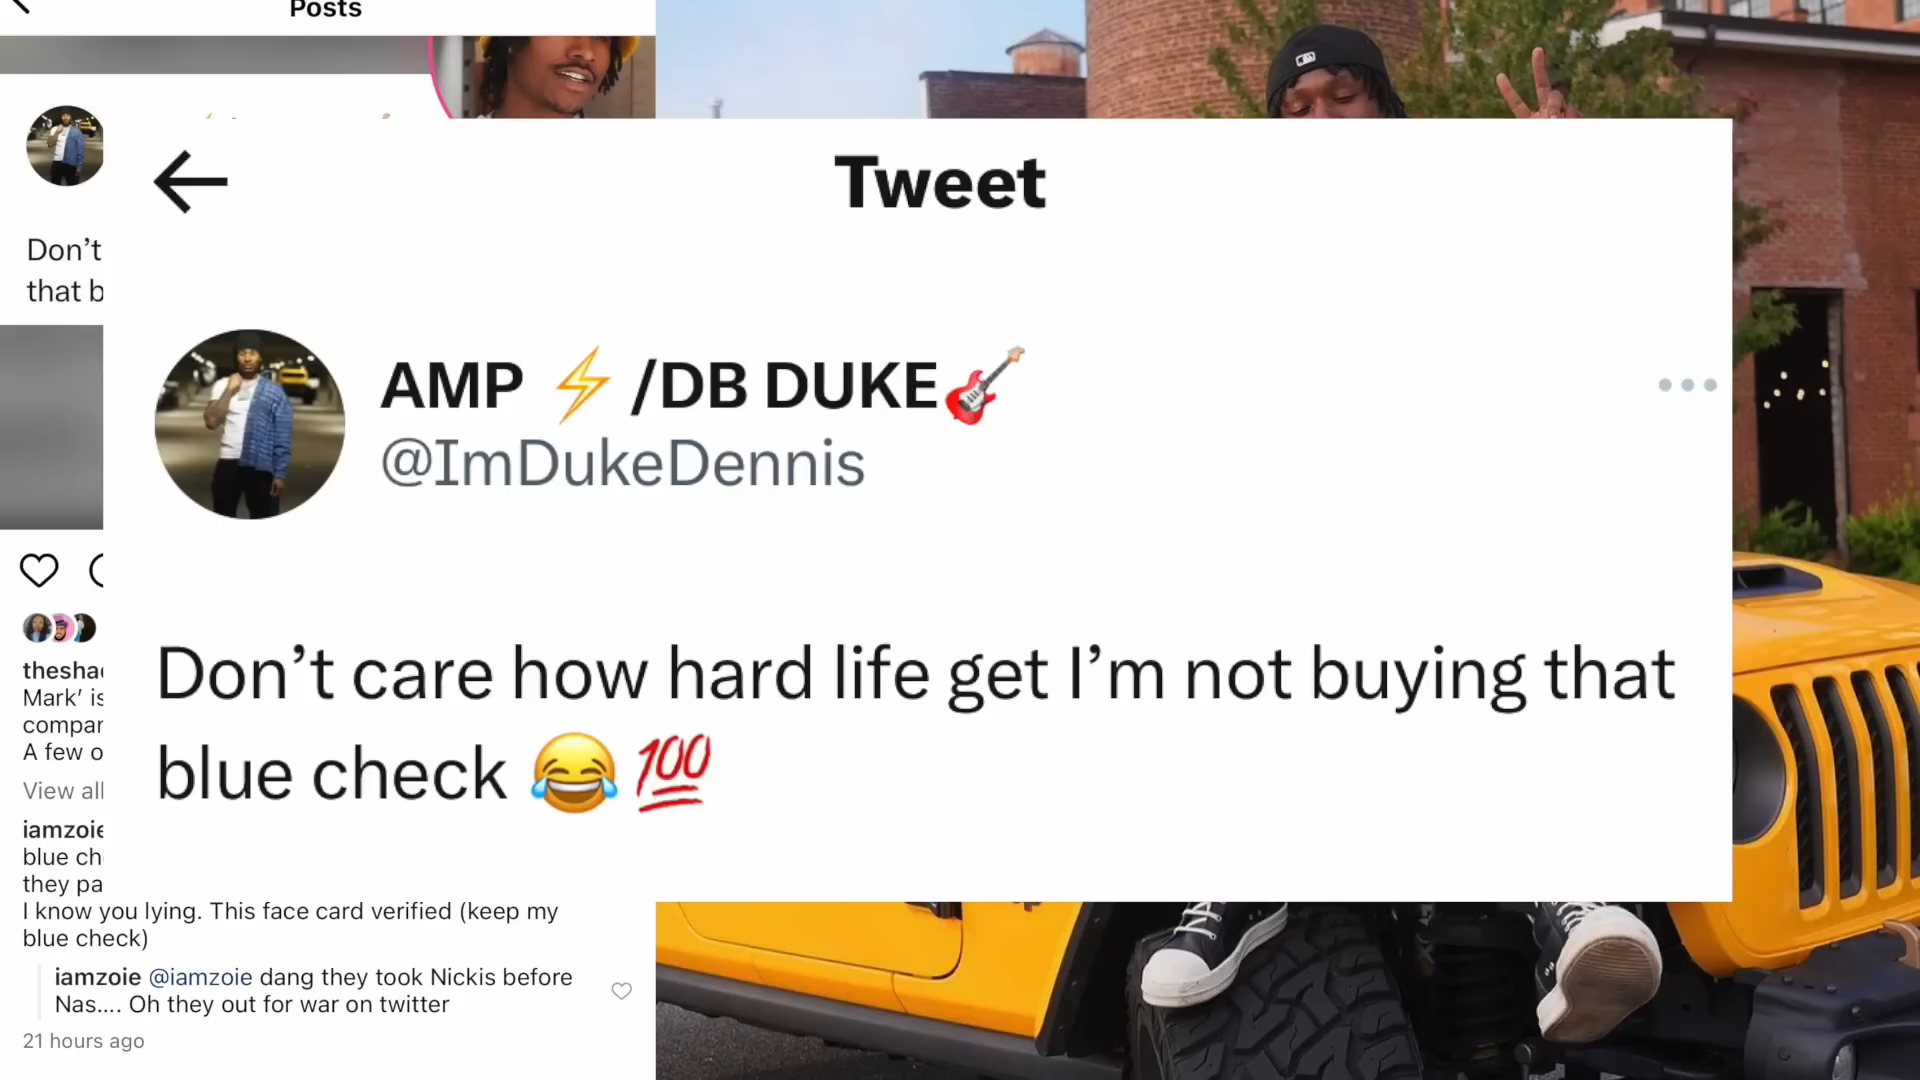 Posts
Tweet
AMP ⚡ /DB DUKE🎸
@ImDukeDennis
Don’t care how hard life get I’m not buying that
blue check 😂 💯
Don’t
that b
Mark’ is
A few o
View all
iamzoie
blue ch
they pa
I know you lying. This face card verified (keep my
blue check)
iamzoie @iamzoie dang they took Nickis before
Nas.... Oh they out for war on twitter
21 hours ago